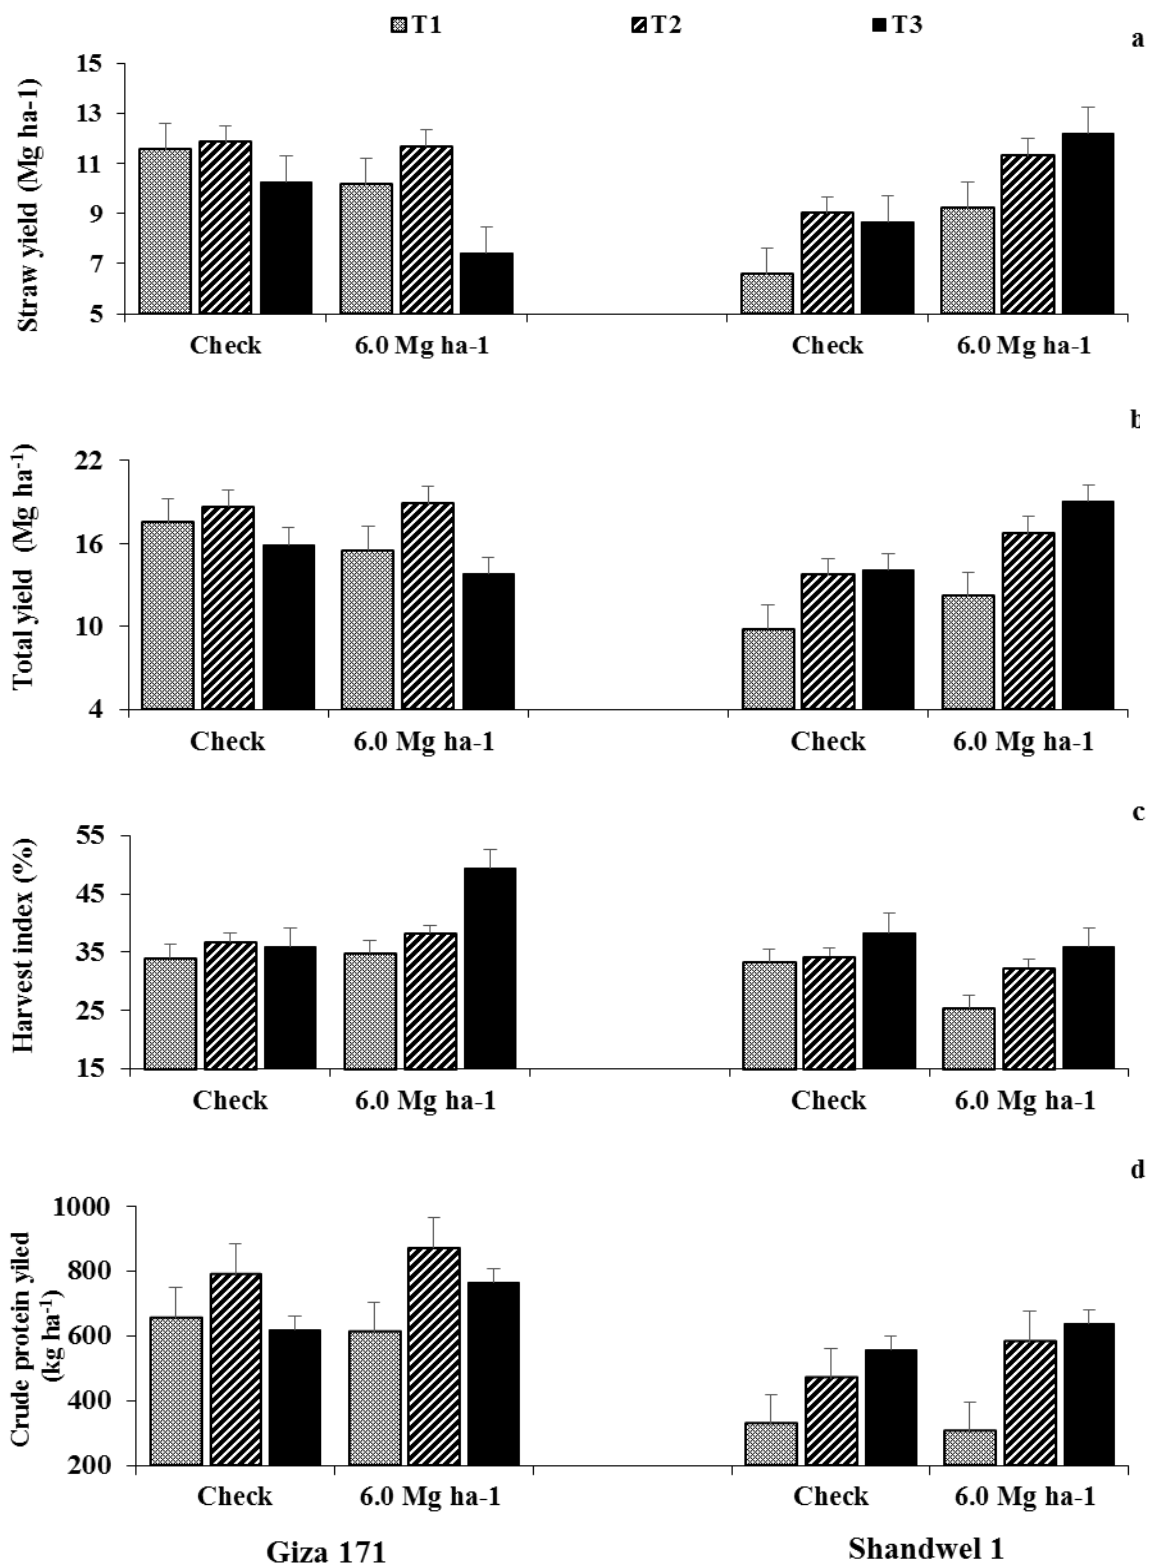 T1 T2 T3
a
Straw yield (Mg ha-1)
15
13
11
9
7
5
Check 6.0 Mg ha-1 Check 6.0 Mg ha-1
b
Total yield (Mg ha⁻¹)
22
16
10
4
Check 6.0 Mg ha-1 Check 6.0 Mg ha-1
c
Harvest index (%)
55
45
35
25
15
Check 6.0 Mg ha-1 Check 6.0 Mg ha-1
d
Crude protein yiled
(kg ha⁻¹)
1000
800
600
400
200
Check 6.0 Mg ha-1 Check 6.0 Mg ha-1
Giza 171 Shandwel 1